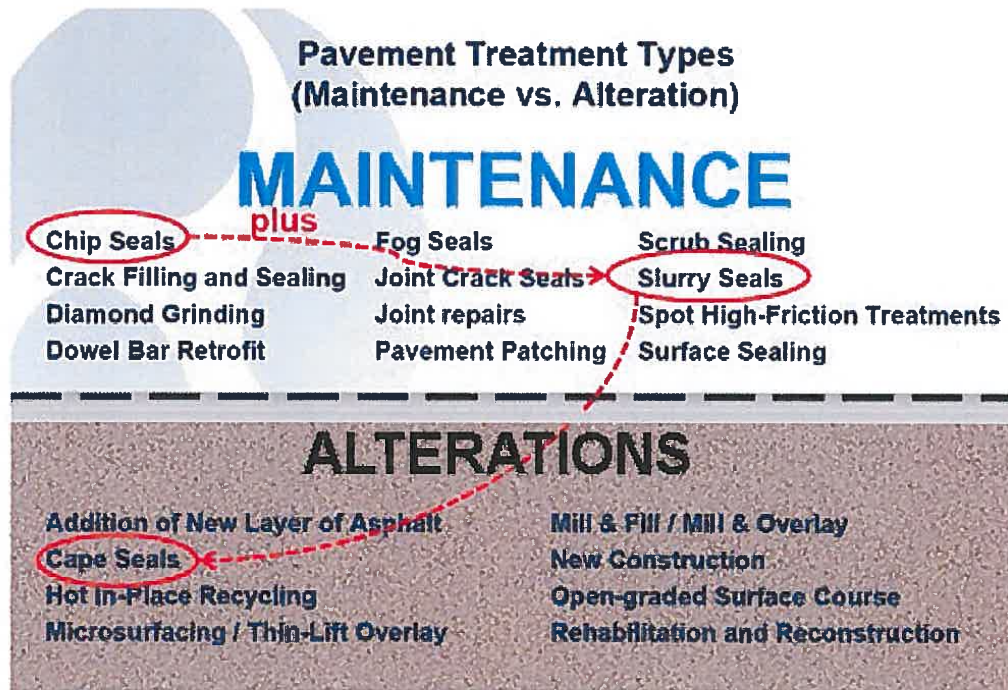 Pavement Treatment Types
(Maintenance vs. Alteration)
MAINTENANCE
plus
Chip Seals
Crack Filling and Sealing
Diamond Grinding
Dowel Bar Retrofit
Fog Seals
Joint Crack Seals
Joint repairs
Pavement Patching
Scrub Sealing
Slurry Seals
Spot High-Friction Treatments
Surface Sealing
ALTERATIONS
Addition of New Layer of Asphalt
Cape Seals
Hot In-Place Recycling
Microsurfacing / Thin-Lift Overlay
Mill & Fill / Mill & Overlay
New Construction
Open-graded Surface Course
Rehabilitation and Reconstruction